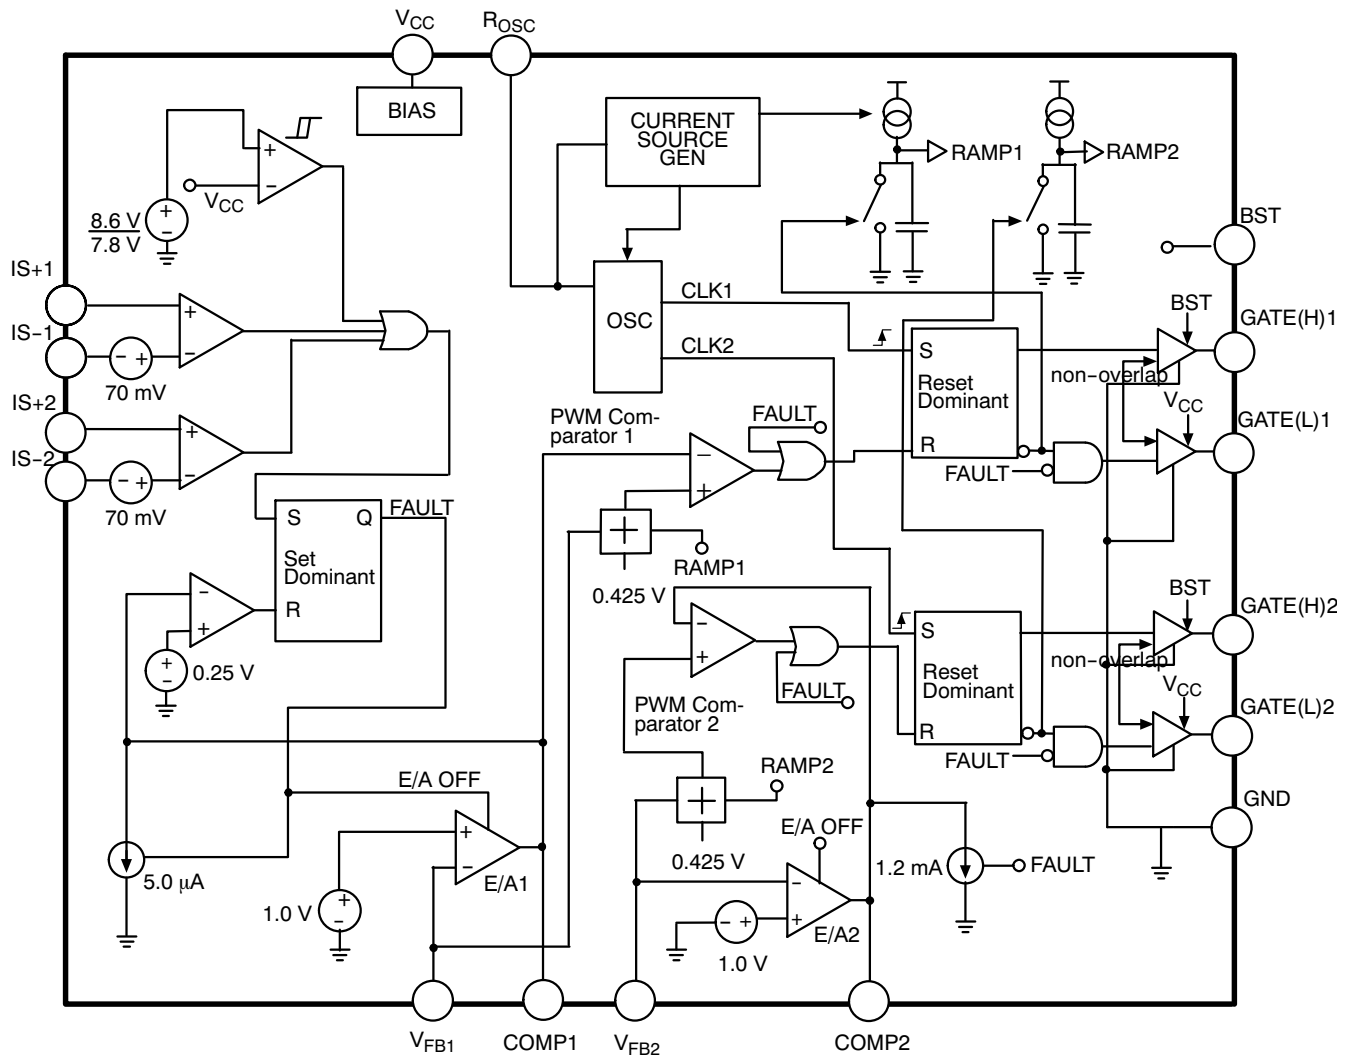 VCC
ROSC
BIAS
CURRENT
SOURCE
GEN
RAMP1
RAMP2
+
−
VCC
8.6 V
7.8 V
+
−
BST
IS+1
IS−1
+
−
− +
70 mV
OSC
CLK1
CLK2
BST
GATE(H)1
S
Reset
Dominant
R
non−overlap
VCC
GATE(L)1
IS+2
IS−2
+
−
− +
70 mV
PWM Com-
parator 1
FAULT
−
+
FAULT
+
RAMP1
0.425 V
S
Q
FAULT
Set
Dominant
R
−
+
+
−
0.25 V
−
+
FAULT
PWM Com-
parator 2
S
Reset
Dominant
R
BST
GATE(H)2
non−overlap
VCC
GATE(L)2
FAULT
RAMP2
+
0.425 V
GND
E/A OFF
+
−
E/A1
5.0 μA
1.0 V
+
−
E/A OFF
−
+
E/A2
− +
1.0 V
1.2 mA
FAULT
VFB1
COMP1
VFB2
COMP2